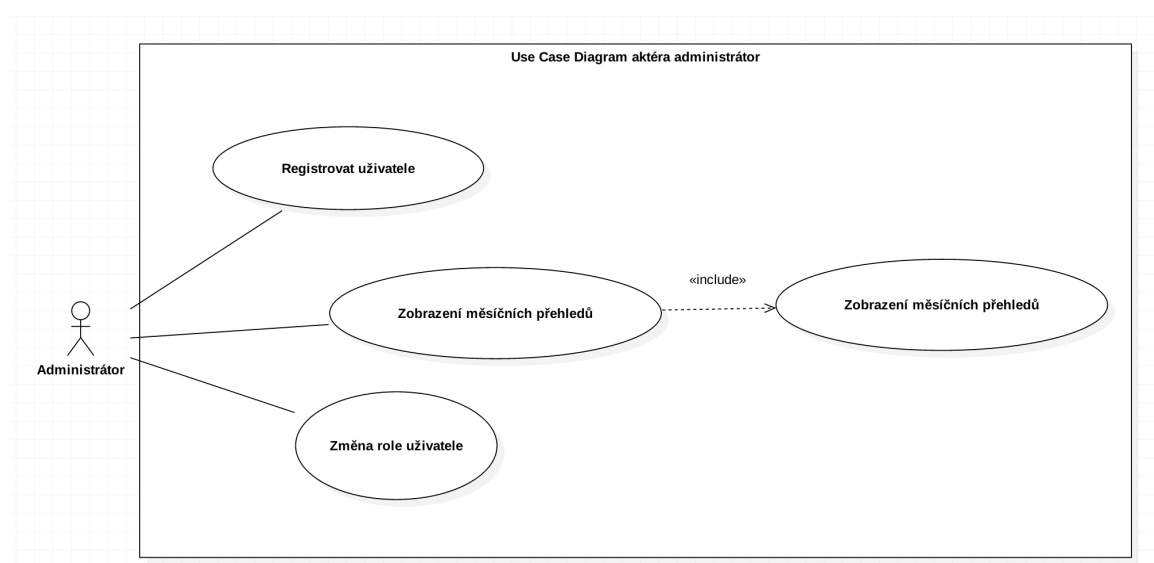 Use Case Diagram aktéra administrátor
Registrovat uživatele
«include»
Zobrazení měsíčních přehledů
Zobrazení měsíčních přehledů
Administrátor
Změna role uživatele